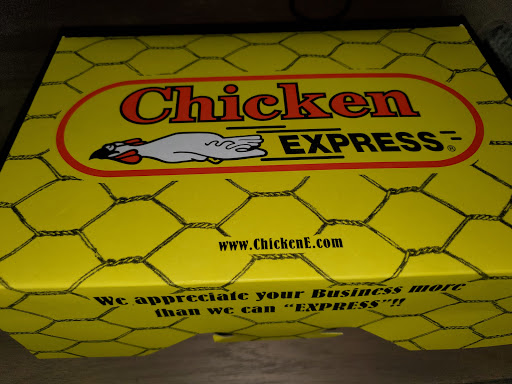 Chicken
EXPRESS®
www.ChickenE.com
We appreciate your Business more
than we can "EXPRESS"!!